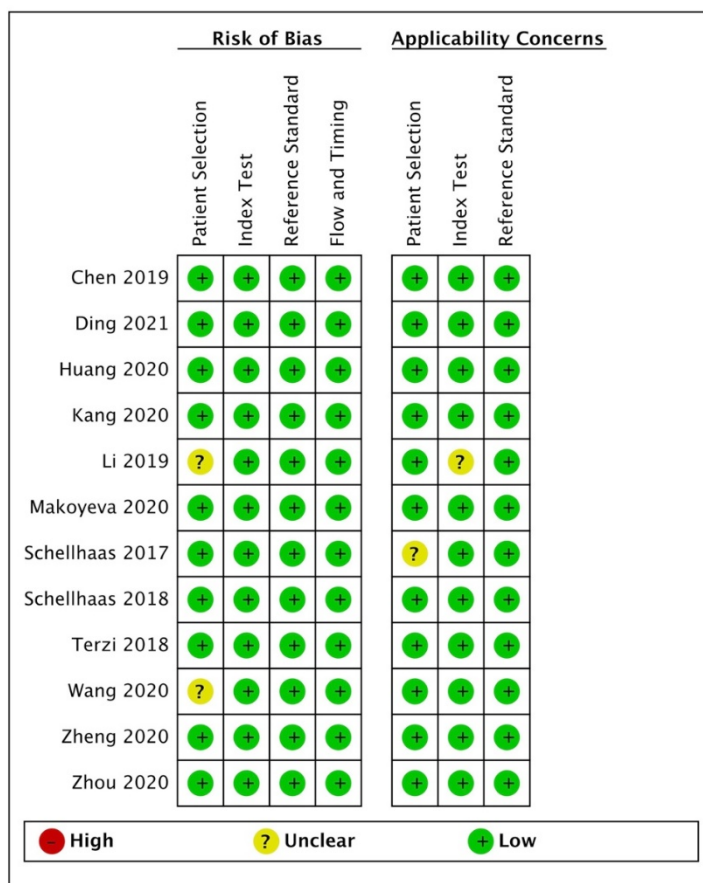 Risk of Bias Applicability Concerns
Patient Selection
Index Test
Reference Standard
Flow and Timing
Patient Selection
Index Test
Reference Standard
Chen 2019 + + + + + + +
Ding 2021 + + + + + + +
Huang 2020 + + + + + + +
Kang 2020 + + + + + + +
Li 2019 ? + + + + ? +
Makoyeva 2020 + + + + + + +
Schellhaas 2017 + + + + ? + +
Schellhaas 2018 + + + + + + +
Terzi 2018 + + + + + + +
Wang 2020 ? + + + + + +
Zheng 2020 + + + + + + +
Zhou 2020 + + + + + + +
- High ? Unclear + Low